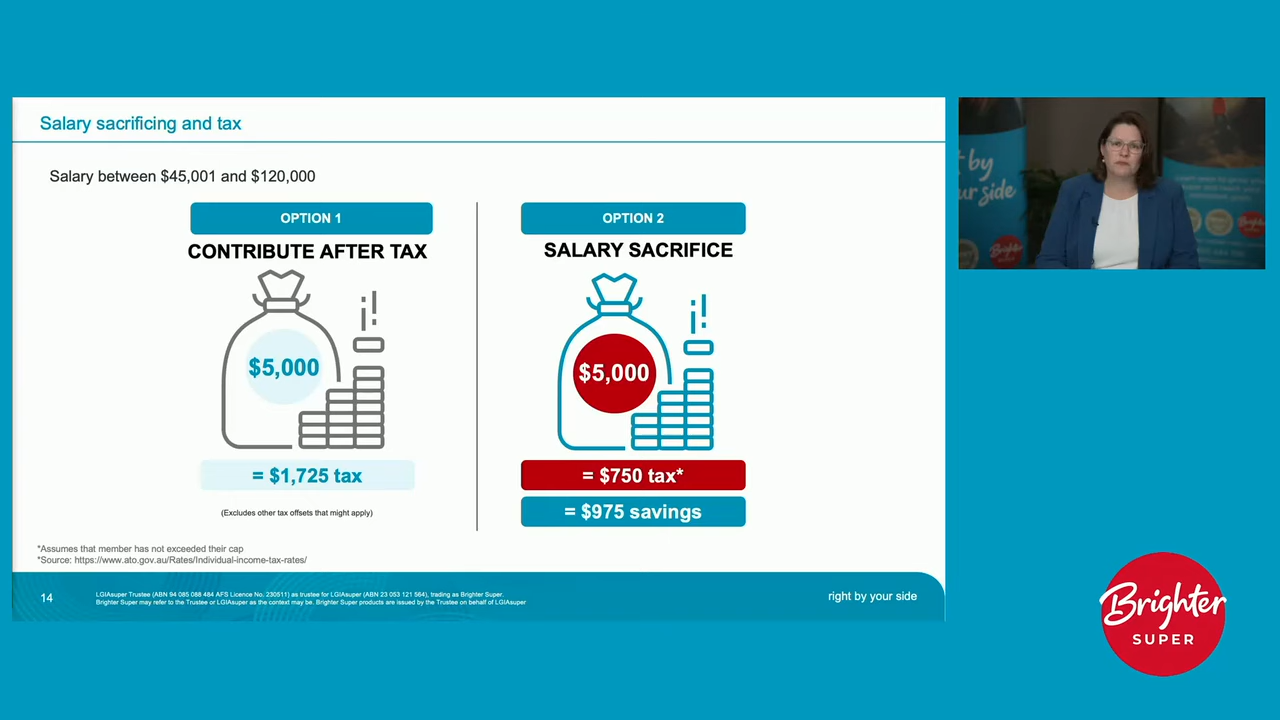 Salary sacrificing and tax
Salary between $45,001 and $120,000
OPTION 1
CONTRIBUTE AFTER TAX
$5,000
= $1,725 tax
(Excludes other tax offsets that might apply)
OPTION 2
SALARY SACRIFICE
$5,000
= $750 tax*
= $975 savings
*Assumes that member has not exceeded their cap
*Source: https://www.ato.gov.au/Rates/Individual-income-tax-rates/
14
LGIAsuper Trustee (ABN 94 085 088 484 AFS Licence No. 230511) as trustee for LGIAsuper (ABN 23 053 121 564), trading as Brighter Super.
Brighter Super may refer to the Trustee or LGIAsuper as the context may be. Brighter Super products are issued by the Trustee on behalf of LGIAsuper
right by your side
t by
ur side
Brighter
SUPER